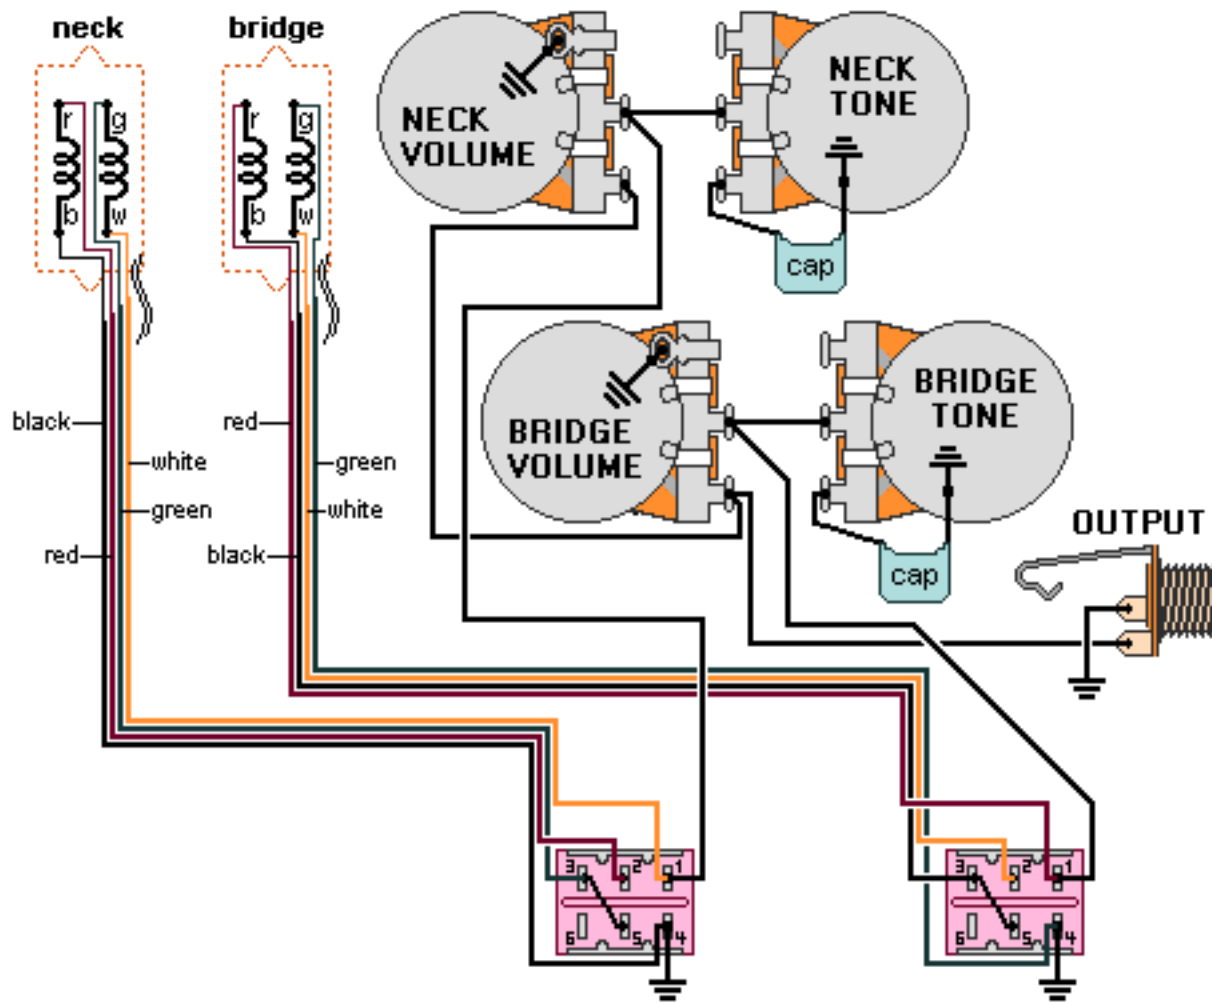 neck
bridge
r
g
b
w
r
g
b
w
NECK
VOLUME
NECK
TONE
cap
BRIDGE
VOLUME
BRIDGE
TONE
cap
black
white
green
red
red
green
white
black
OUTPUT
3 2 1
6 5 4
3 2 1
6 5 4